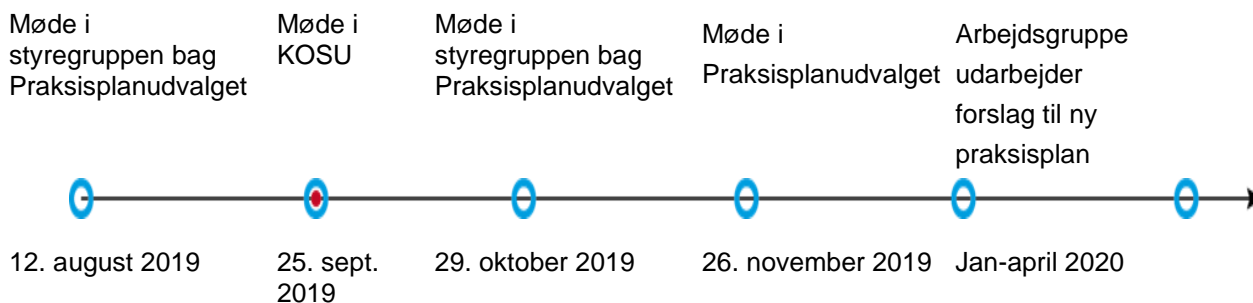 Møde i
styregruppen bag
Praksisplanudvalget
Møde i
KOSU
Møde i
styregruppen bag
Praksisplanudvalget
Møde i
Praksisplanudvalget
Arbejdsgruppe
udarbejder
forslag til ny
praksisplan
12. august 2019
25. sept.
2019
29. oktober 2019
26. november 2019
Jan-april 2020